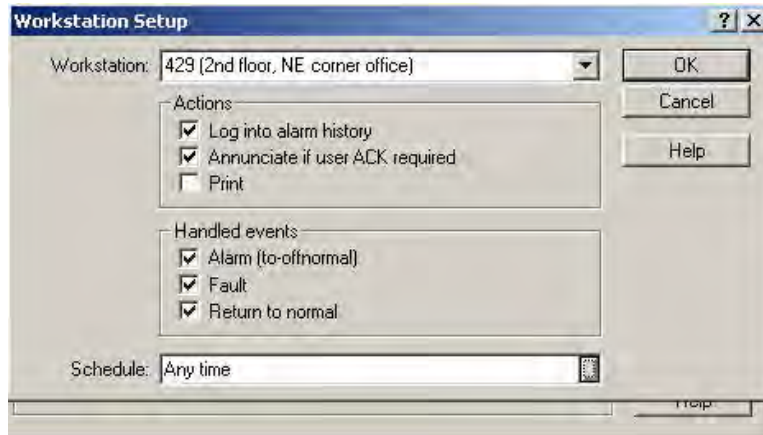 Workstation Setup
Workstation: 429 (2nd floor, NE corner office)
OK
Actions
Cancel
Log into alarm history
Annunciate if user ACK required
Help
Print
Handled events
Alarm (to-offnormal)
Fault
Return to normal
Schedule: Any time